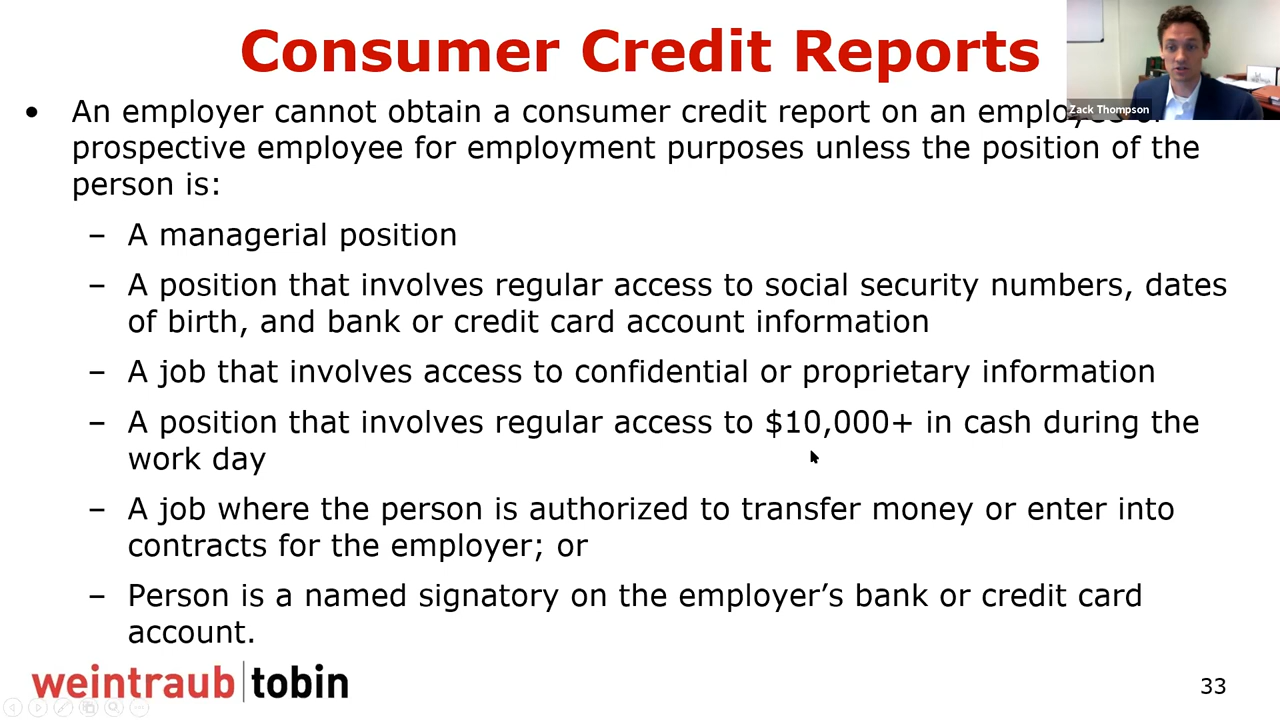 Consumer Credit Reports
Zack Thompson
• An employer cannot obtain a consumer credit report on an employee or
prospective employee for employment purposes unless the position of the
person is:
– A managerial position
– A position that involves regular access to social security numbers, dates
of birth, and bank or credit card account information
– A job that involves access to confidential or proprietary information
– A position that involves regular access to $10,000+ in cash during the
work day
– A job where the person is authorized to transfer money or enter into
contracts for the employer; or
– Person is a named signatory on the employer’s bank or credit card
account.
weintraub tobin
33